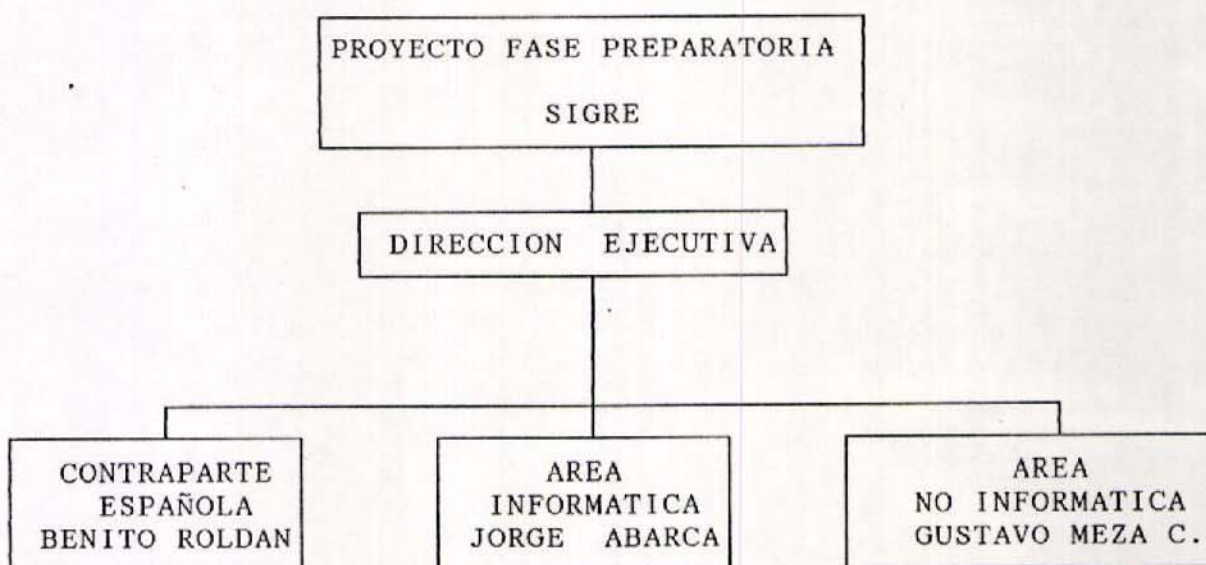 PROYECTO FASE PREPARATORIA
SIGRE
DIRECCION EJECUTIVA
CONTRAPARTE
ESPAÑOLA
BENITO ROLDAN
AREA
INFORMATICA
JORGE ABARCA
AREA
NO INFORMATICA
GUSTAVO MEZA C.